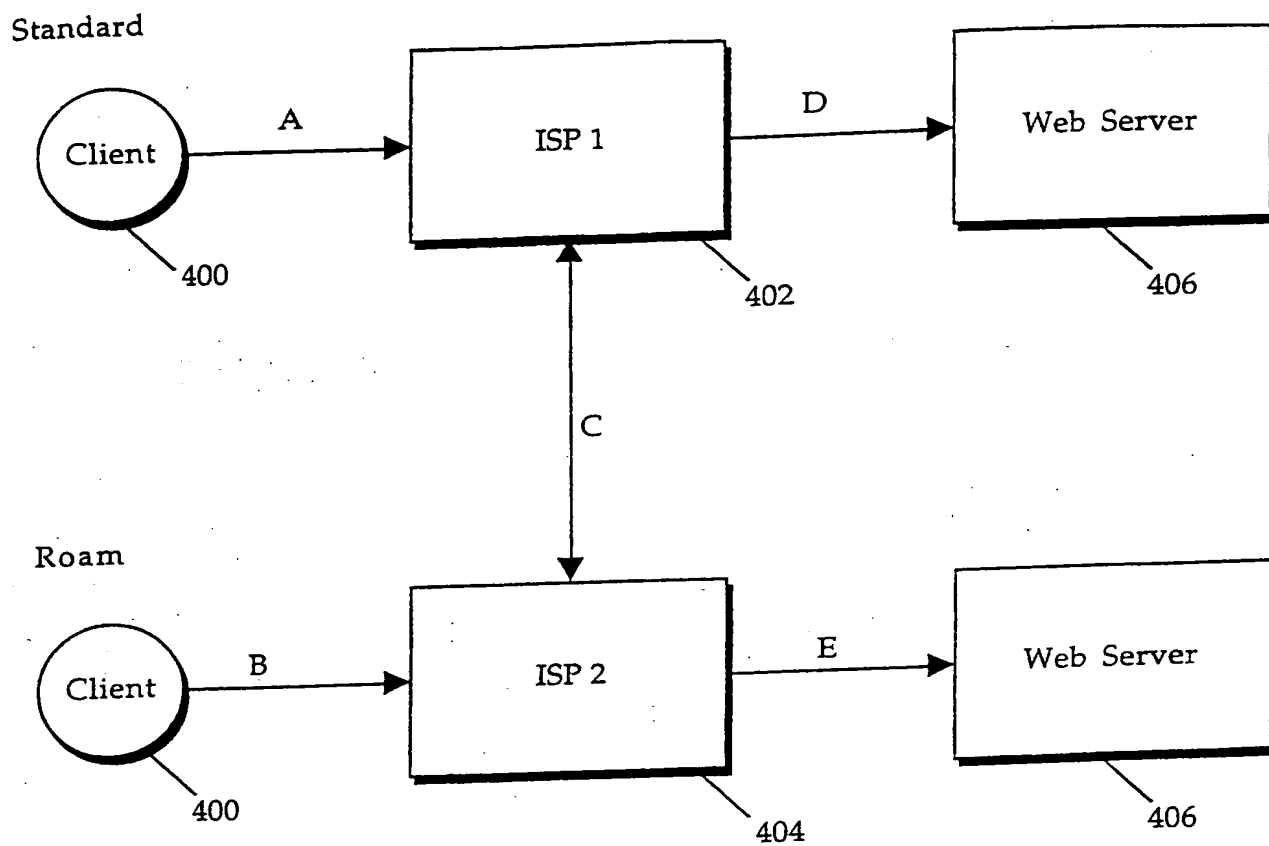 Standard
Client
A
ISP 1
D
Web Server
400
402
406
C
Roam
Client
B
ISP 2
E
Web Server
400
404
406